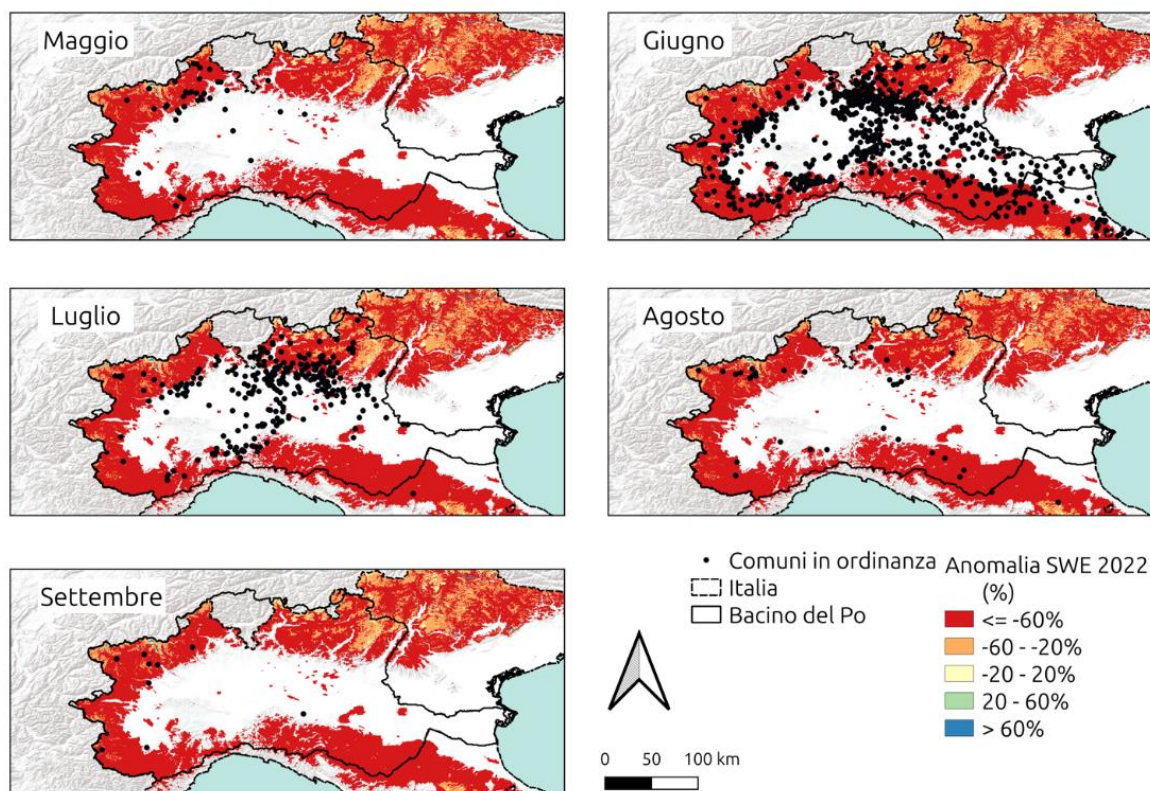 Maggio
Giugno
Luglio
Agosto
Settembre
Comuni in ordinanza
Italia
Bacino del Po
0 50 100 km
Anomalia SWE 2022
(%)
<= -60%
-60 - -20%
-20 - 20%
20 - 60%
> 60%